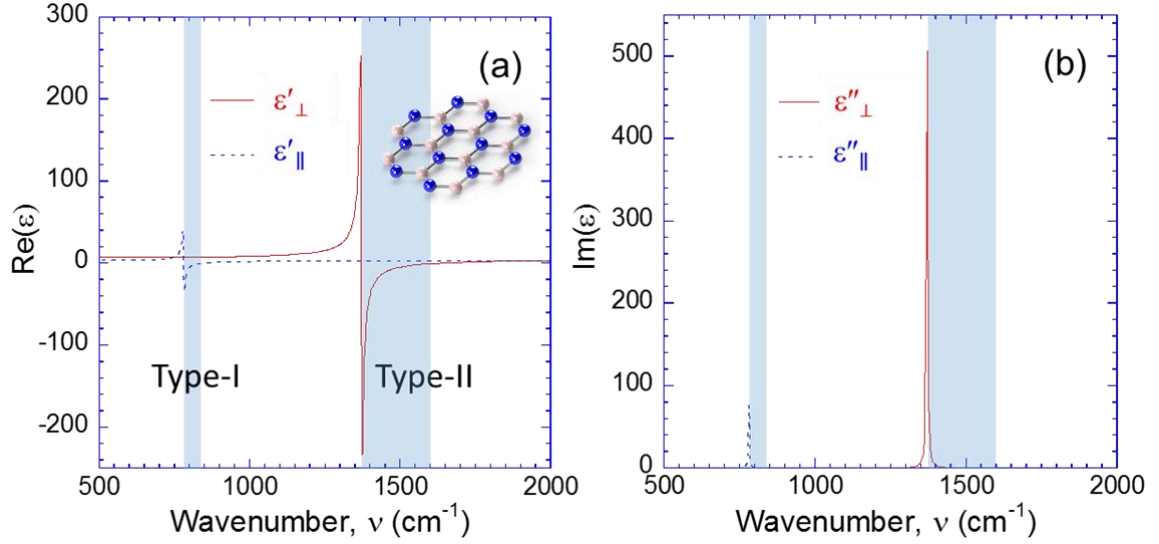 300
200
100
0
-100
-200
Re(ε)
(a)
ε′⊥
ε′∥
Type-I
Type-II
500
1000
1500
2000
Wavenumber, ν (cm⁻¹)
500
400
300
200
100
0
Im(ε)
(b)
ε″⊥
ε″∥
500
1000
1500
2000
Wavenumber, ν (cm⁻¹)